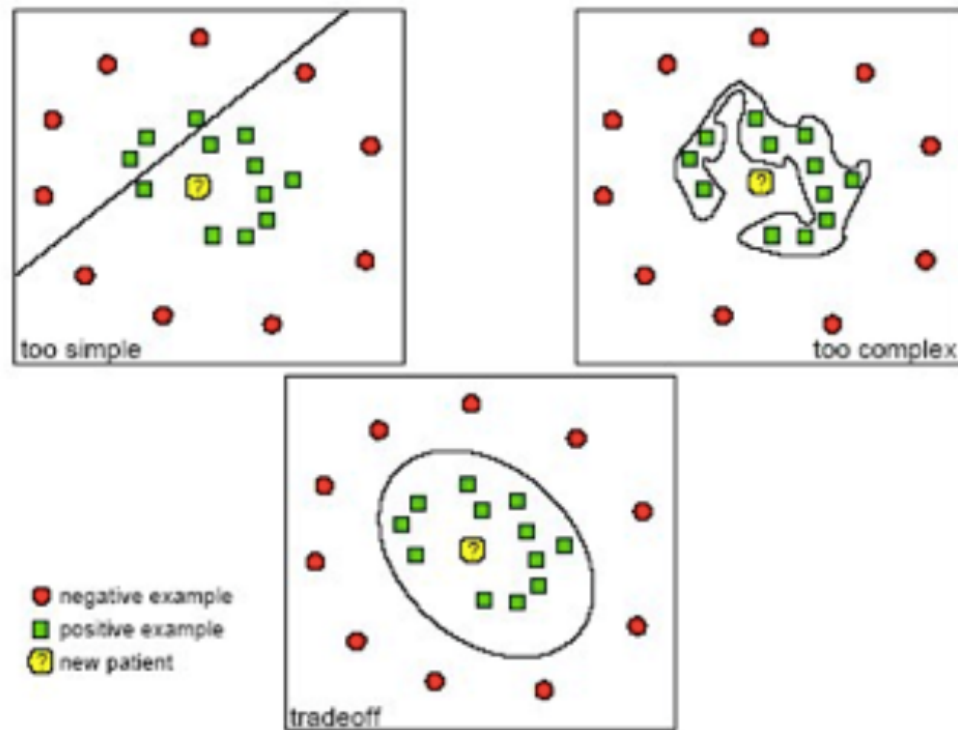 too simple
too complex
? negative example
positive example
? new patient
tradeoff